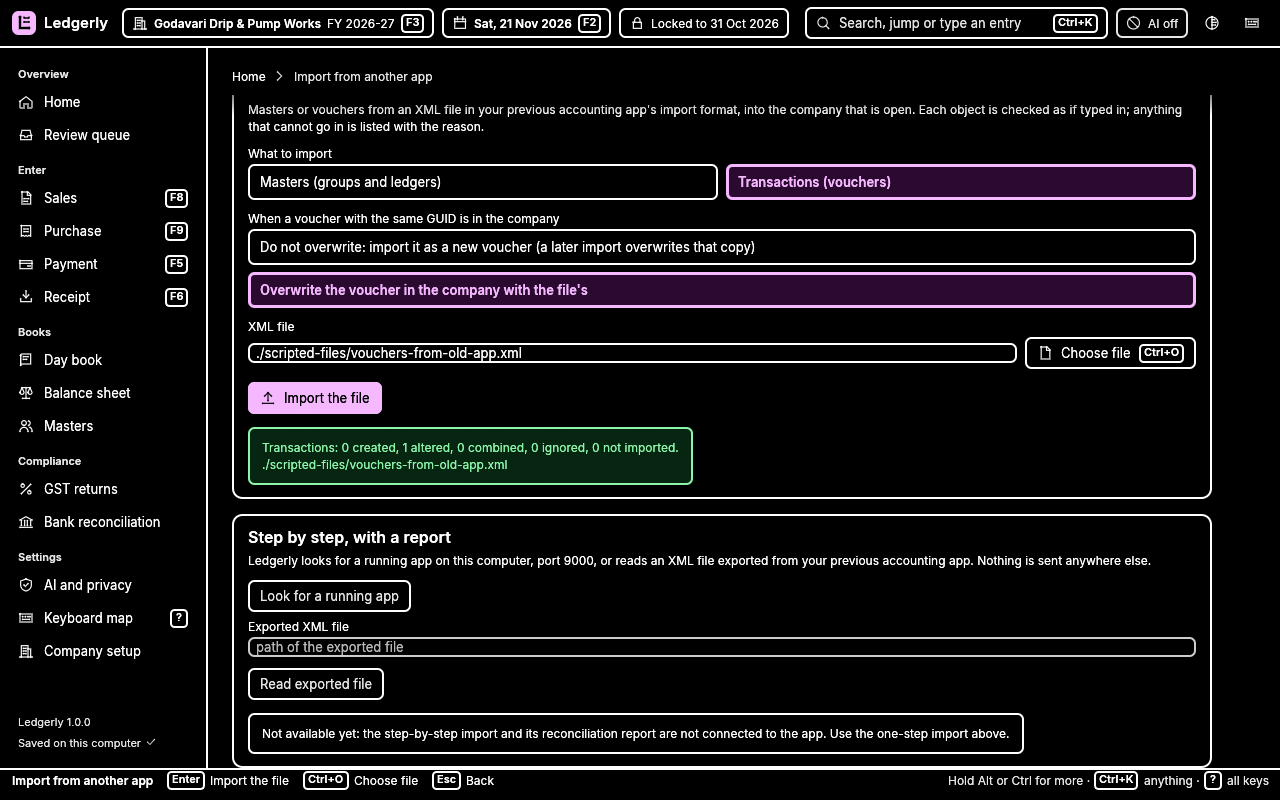 Ledgerly
Godavari Drip & Pump Works FY 2026-27 F3
Sat, 21 Nov 2026 F2
Locked to 31 Oct 2026
Search, jump or type an entry Ctrl+K
AI off
Overview
Home
Review queue
Enter
Sales F8
Purchase F9
Payment F5
Receipt F6
Books
Day book
Balance sheet
Masters
Compliance
GST returns
Bank reconciliation
Settings
AI and privacy
Keyboard map ?
Company setup
Ledgerly 1.0.0
Saved on this computer
Home > Import from another app
Masters or vouchers from an XML file in your previous accounting app's import format, into the company that is open. Each object is checked as if typed in; anything
that cannot go in is listed with the reason.
What to import
Masters (groups and ledgers)
Transactions (vouchers)
When a voucher with the same GUID is in the company
Do not overwrite: import it as a new voucher (a later import overwrites that copy)
Overwrite the voucher in the company with the file's
XML file
./scripted-files/vouchers-from-old-app.xml
Choose file Ctrl+O
Import the file
Transactions: 0 created, 1 altered, 0 combined, 0 ignored, 0 not imported.
./scripted-files/vouchers-from-old-app.xml
Step by step, with a report
Ledgerly looks for a running app on this computer, port 9000, or reads an XML file exported from your previous accounting app. Nothing is sent anywhere else.
Look for a running app
Exported XML file
path of the exported file
Read exported file
Not available yet: the step-by-step import and its reconciliation report are not connected to the app. Use the one-step import above.
Import from another app Enter Import the file Ctrl+O Choose file Esc Back
Hold Alt or Ctrl for more · Ctrl+K anything · ? all keys